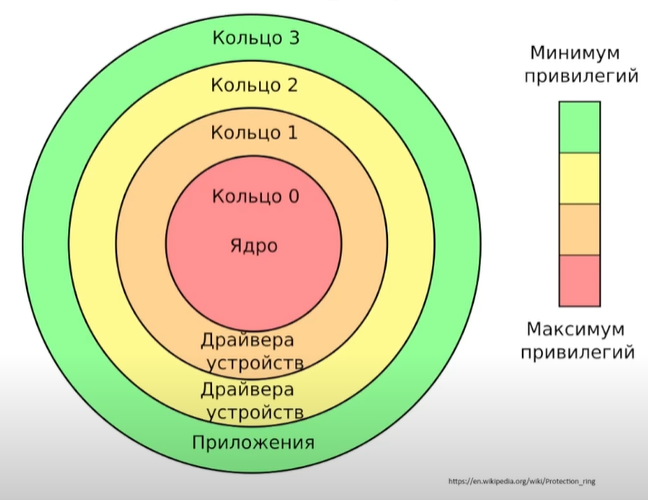 Кольцо 3
Кольцо 2
Кольцо 1
Кольцо 0
Ядро
Драйвера
устройств
Драйвера
устройств
Приложения
Минимум
привилегий
Максимум
привилегий
https://en.wikipedia.org/wiki/Protection_ring